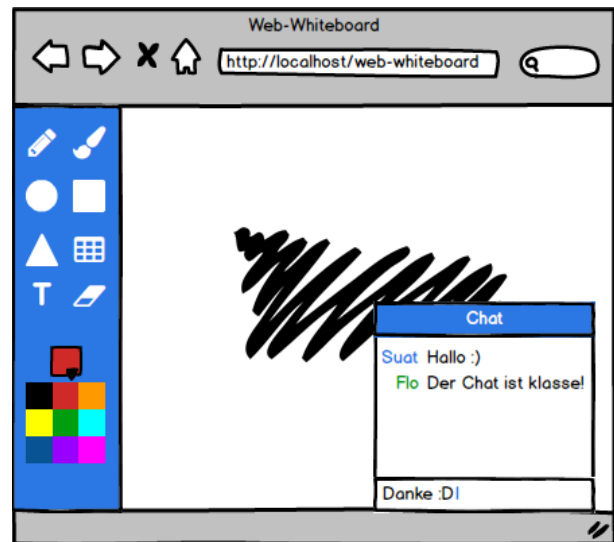 Web-Whiteboard
http://localhost/web-whiteboard
T
Chat
Suat Hallo :)
Flo Der Chat ist klasse!
Danke :D